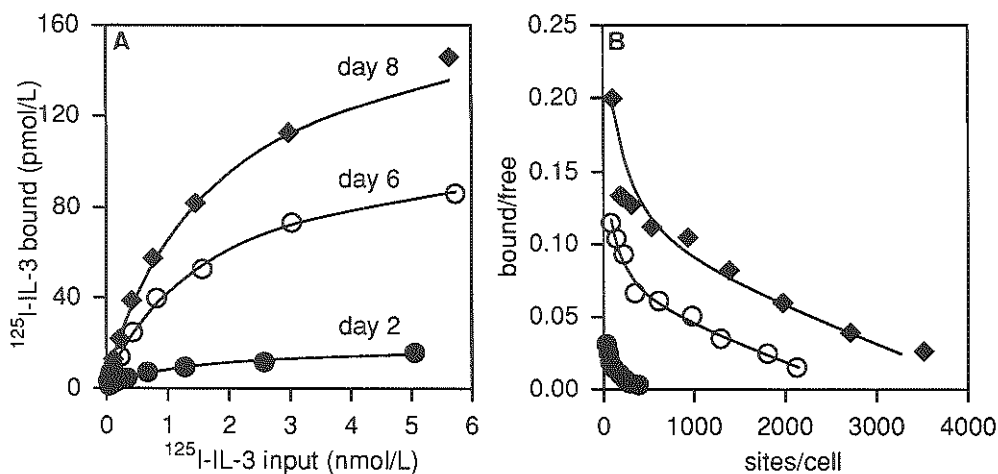 A
160
120
80
40
0
¹²⁵I-IL-3 bound (pmol/L)
day 8
day 6
day 2
0 1 2 3 4 5 6
¹²⁵I-IL-3 input (nmol/L)
B
0.25
0.20
0.15
0.10
0.05
0.00
bound/free
0 1000 2000 3000 4000
sites/cell